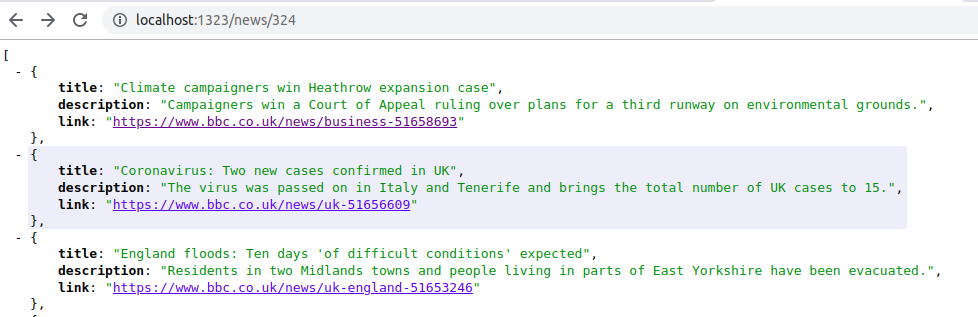 localhost:1323/news/324
[
- {
title: "Climate campaigners win Heathrow expansion case",
description: "Campaigners win a Court of Appeal ruling over plans for a third runway on environmental grounds.",
link: "https://www.bbc.co.uk/news/business-51658693"
},
- {
title: "Coronavirus: Two new cases confirmed in UK",
description: "The virus was passed on in Italy and Tenerife and brings the total number of UK cases to 15.",
link: "https://www.bbc.co.uk/news/uk-51656609"
},
- {
title: "England floods: Ten days 'of difficult conditions' expected",
description: "Residents in two Midlands towns and people living in parts of East Yorkshire have been evacuated.",
link: "https://www.bbc.co.uk/news/uk-england-51653246"
},